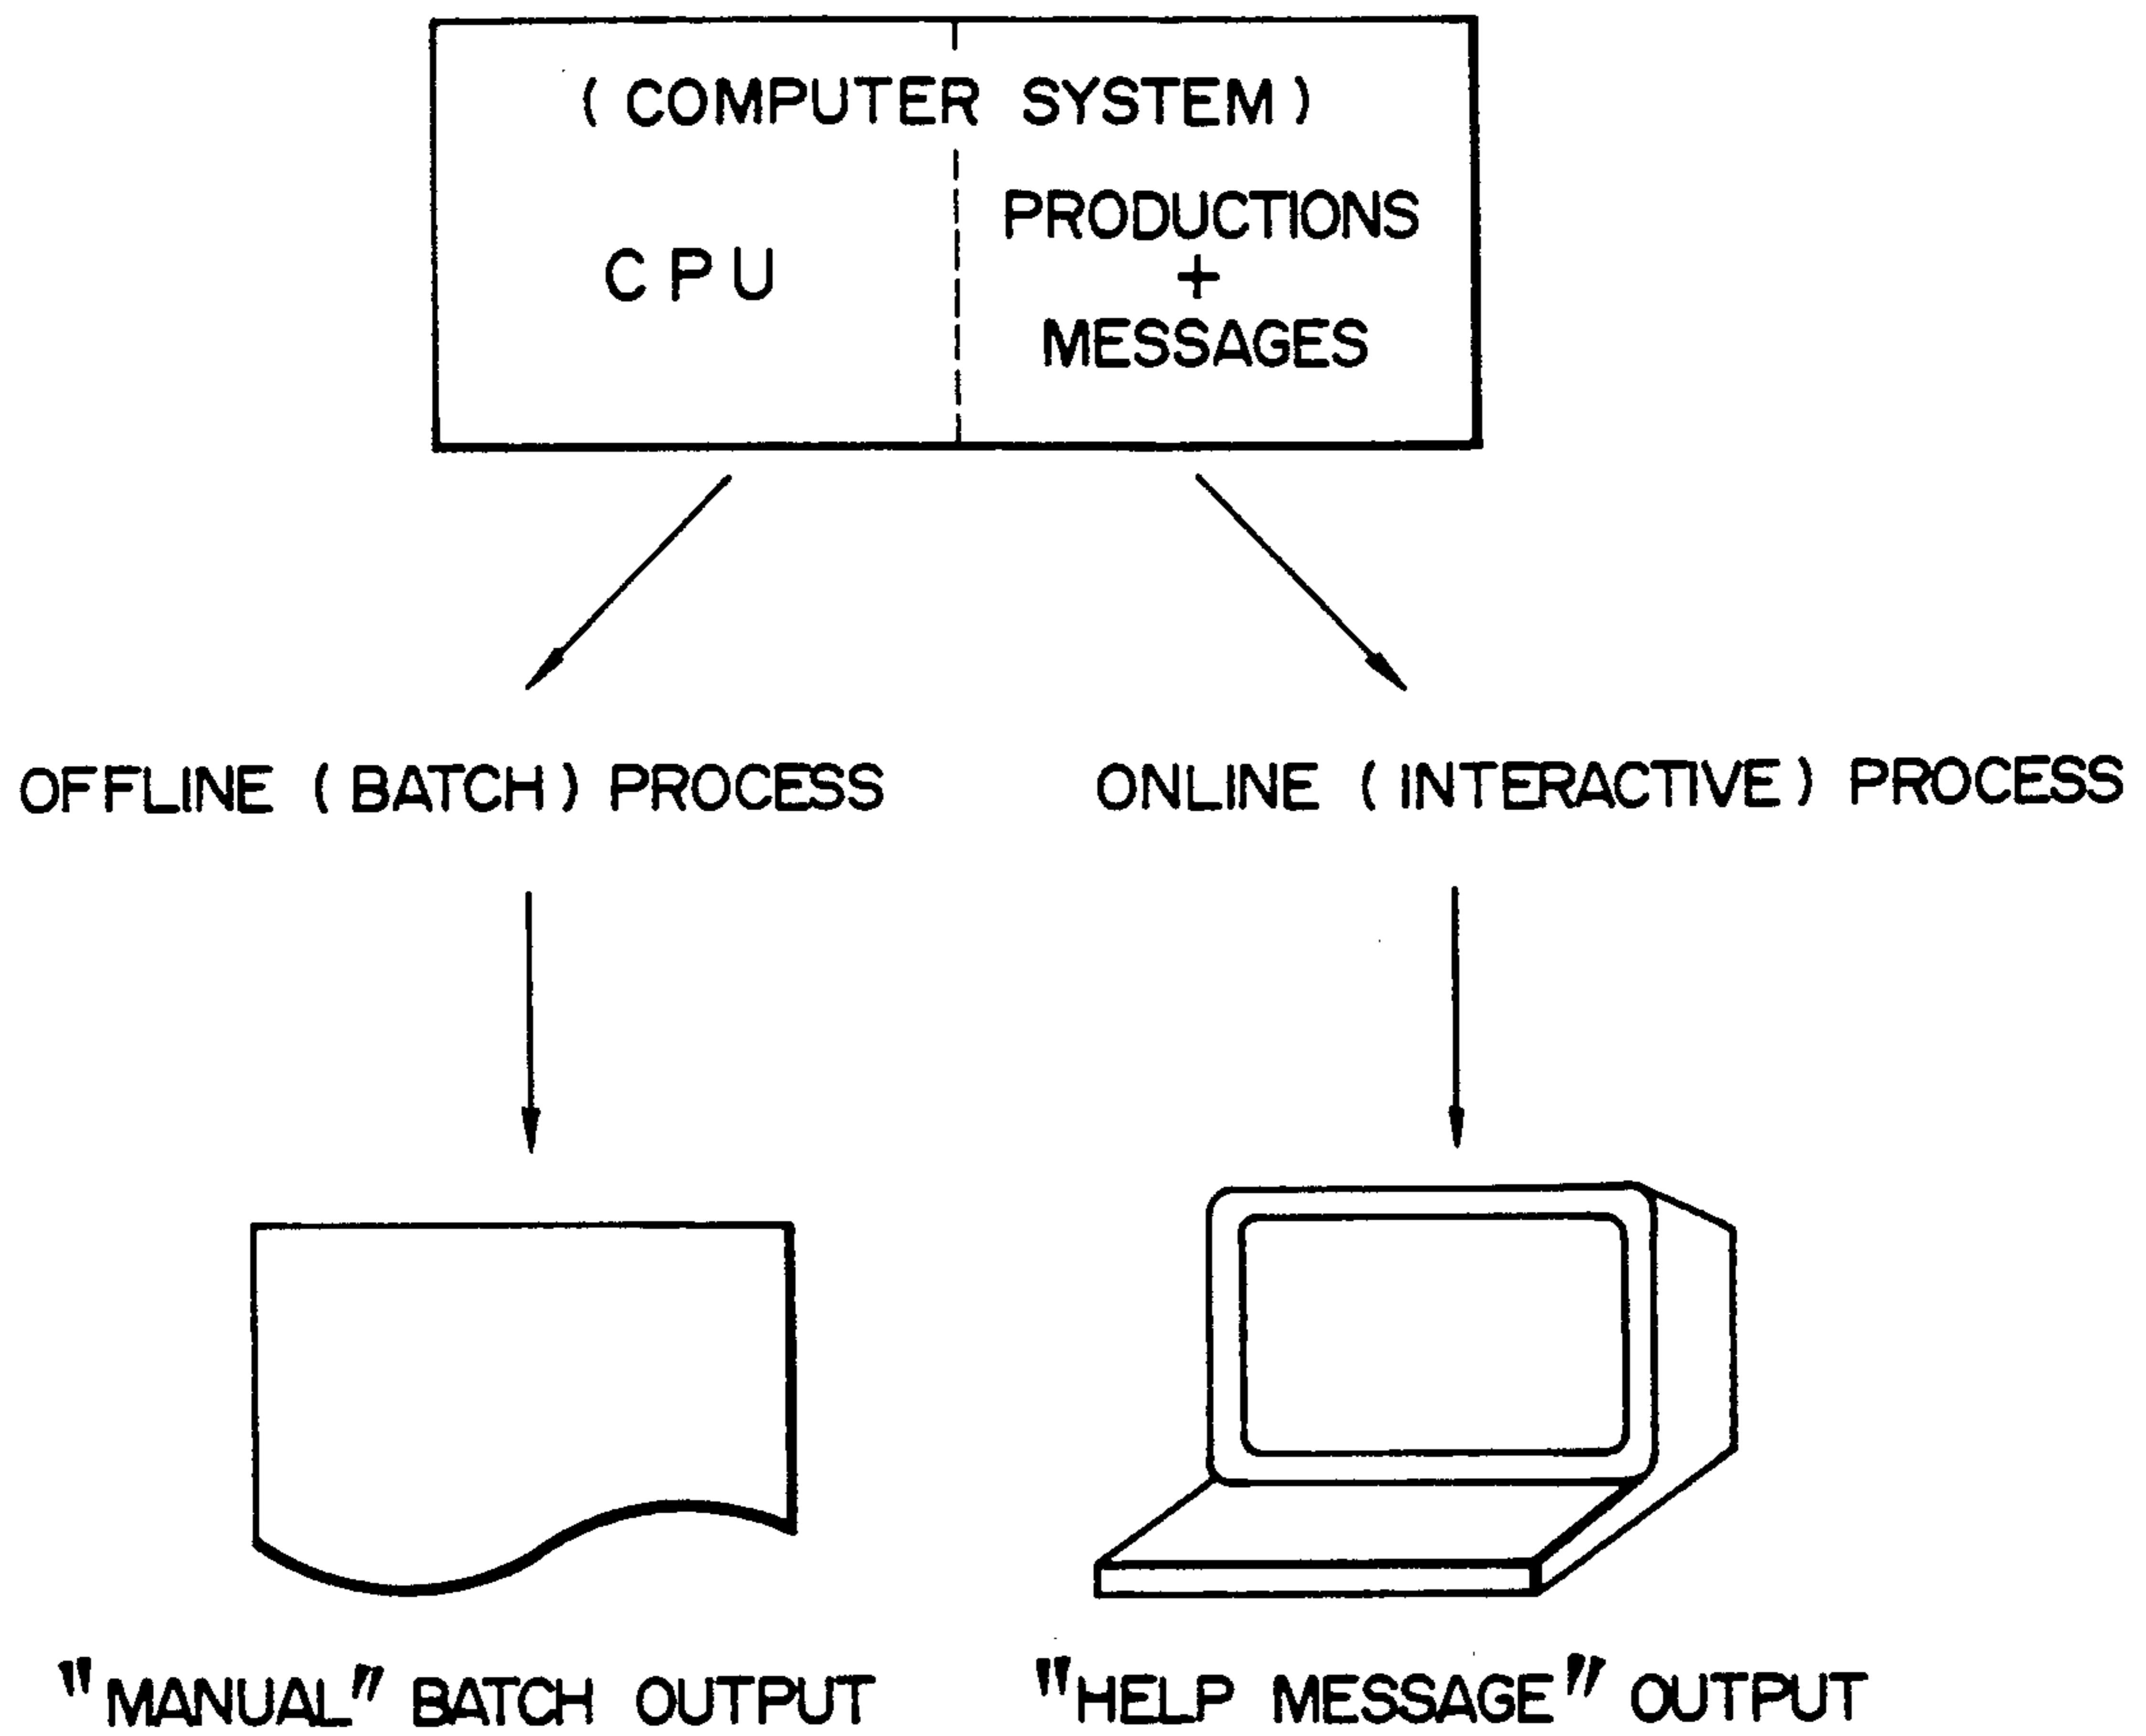 ( COMPUTER SYSTEM )
CPU
PRODUCTIONS
+
MESSAGES
OFFLINE ( BATCH ) PROCESS
ONLINE ( INTERACTIVE ) PROCESS
"MANUAL" BATCH OUTPUT
"HELP MESSAGE" OUTPUT